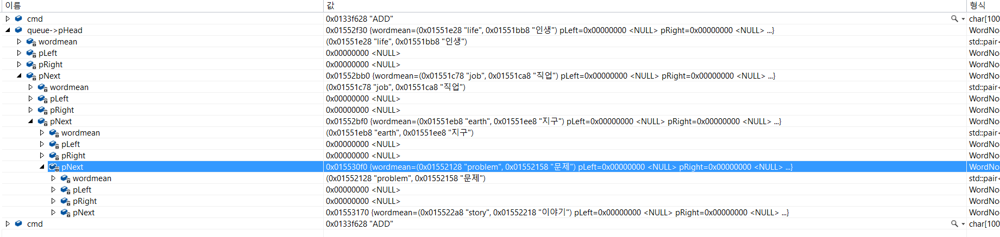 이름 값 형식
cmd 0x0133f628 "ADD" char[100
queue->pHead 0x01552f30 {wordmean=(0x01551e28 "life", 0x01551bb8 "인생") pLeft=0x00000000 <NULL> pRight=0x00000000 <NULL> ...} WordNo
wordmean (0x01551e28 "life", 0x01551bb8 "인생") std::pair<
pLeft 0x00000000 <NULL> WordNo
pRight 0x00000000 <NULL> WordNo
pNext 0x01552bb0 {wordmean=(0x01551c78 "job", 0x01551ca8 "직업") pLeft=0x00000000 <NULL> pRight=0x00000000 <NULL> ...} WordNo
wordmean (0x01551c78 "job", 0x01551ca8 "직업") std::pair<
pLeft 0x00000000 <NULL> WordNo
pRight 0x00000000 <NULL> WordNo
pNext 0x01552bf0 {wordmean=(0x01551eb8 "earth", 0x01551ee8 "지구") pLeft=0x00000000 <NULL> pRight=0x00000000 <NULL> ...} WordNo
wordmean (0x01551eb8 "earth", 0x01551ee8 "지구") std::pair<
pLeft 0x00000000 <NULL> WordNo
pRight 0x00000000 <NULL> WordNo
pNext 0x015530f0 {wordmean=(0x01552128 "problem", 0x01552158 "문제") pLeft=0x00000000 <NULL> pRight=0x00000000 <NULL> ...} WordNo
wordmean (0x01552128 "problem", 0x01552158 "문제") std::pair<
pLeft 0x00000000 <NULL> WordNo
pRight 0x00000000 <NULL> WordNo
pNext 0x01553170 {wordmean=(0x015522a8 "story", 0x01552218 "이야기") pLeft=0x00000000 <NULL> pRight=0x00000000 <NULL> ...} WordNo
cmd 0x0133f628 "ADD" char[100